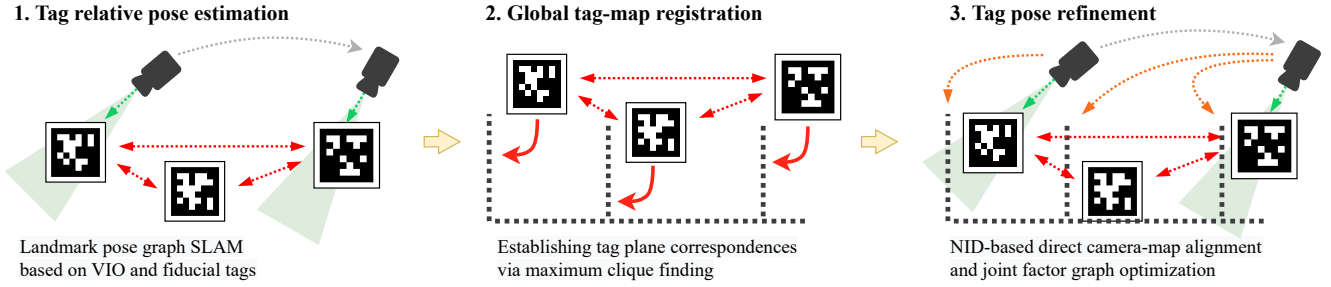 1. Tag relative pose estimation
Landmark pose graph SLAM
based on VIO and fiducial tags
2. Global tag-map registration
Establishing tag plane correspondences
via maximum clique finding
3. Tag pose refinement
NID-based direct camera-map alignment
and joint factor graph optimization